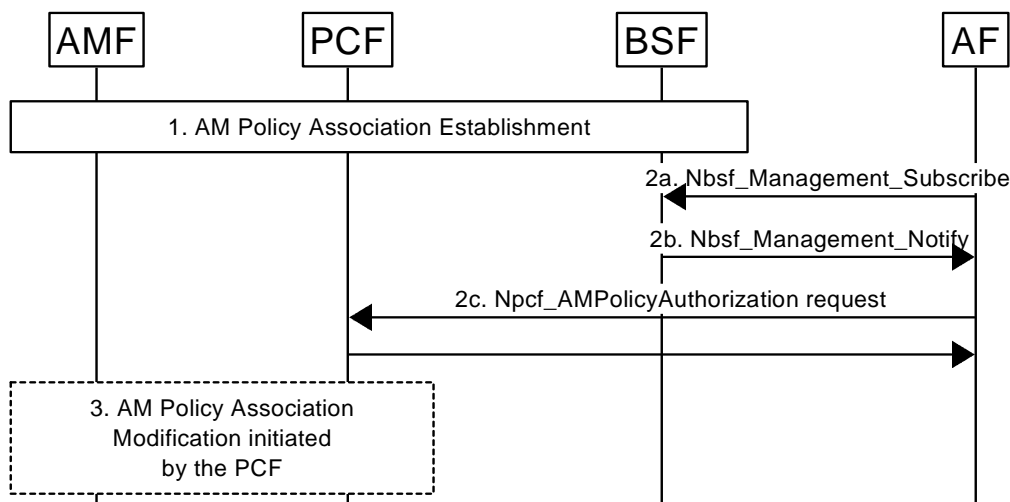 AMF
PCF
BSF
AF
1. AM Policy Association Establishment
2a. Nbsf_Management_Subscribe
2b. Nbsf_Management_Notify
2c. Npcf_AMPolicyAuthorization request
3. AM Policy Association
Modification initiated
by the PCF